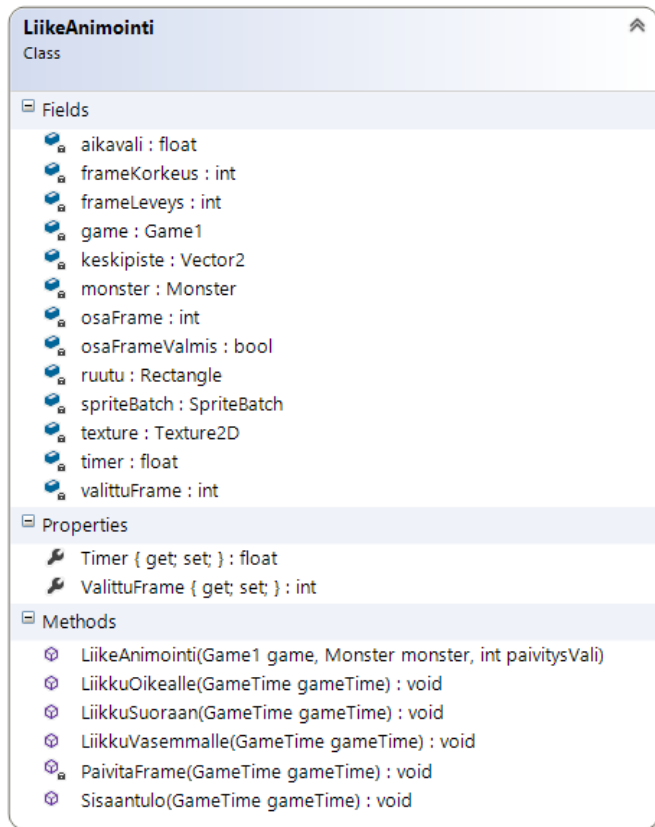 LiikeAnimointi
Class
Fields
aikavali : float
frameKorkeus : int
frameLeveys : int
game : Game1
keskipiste : Vector2
monster : Monster
osaFrame : int
osaFrameValmis : bool
ruutu : Rectangle
spriteBatch : SpriteBatch
texture : Texture2D
timer : float
valittuFrame : int
Properties
Timer { get; set; } : float
ValittuFrame { get; set; } : int
Methods
LiikeAnimointi(Game1 game, Monster monster, int paivitysVali)
LiikkuOikealle(GameTime gameTime) : void
LiikkuSuoraan(GameTime gameTime) : void
LiikkuVasemmalle(GameTime gameTime) : void
PaivitaFrame(GameTime gameTime) : void
Sisaantulo(GameTime gameTime) : void